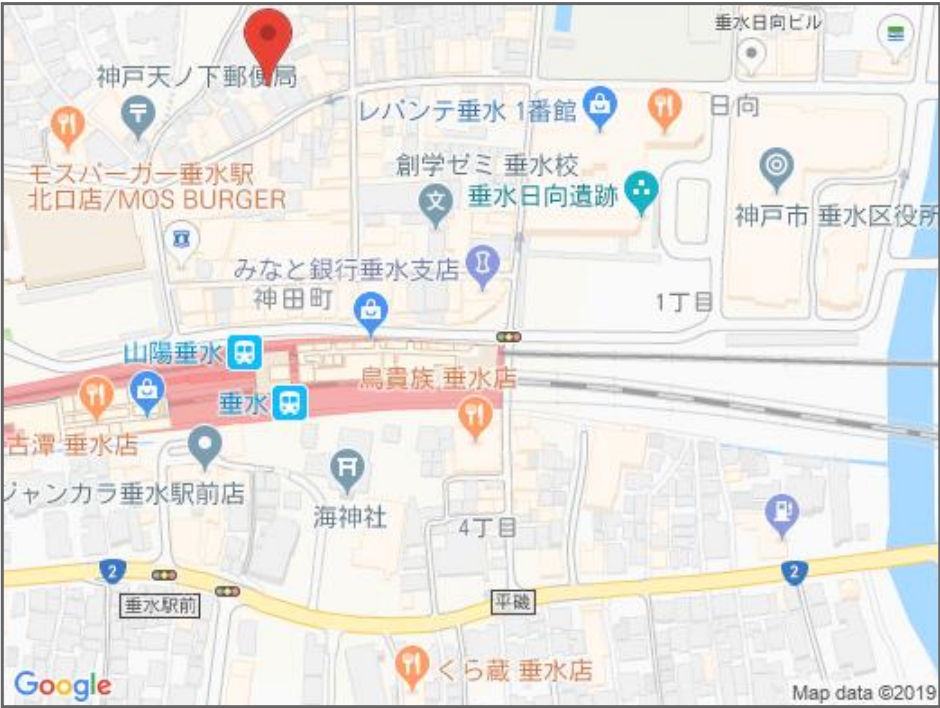 垂水日向ビル
神戸天ノ下郵便局
レバンテ垂水 1番館
日向
モスバーガー垂水駅
北口店/MOS BURGER
創学ゼミ 垂水校
垂水日向遺跡
神戸市 垂水区役所
みなと銀行垂水支店
神田町
1丁目
山陽垂水
垂水
鳥貴族 垂水店
古潭 垂水店
ジャンカラ垂水駅前店
海神社
4丁目
2
2
垂水駅前
平磯
くら蔵 垂水店
Google
Map data ©2019